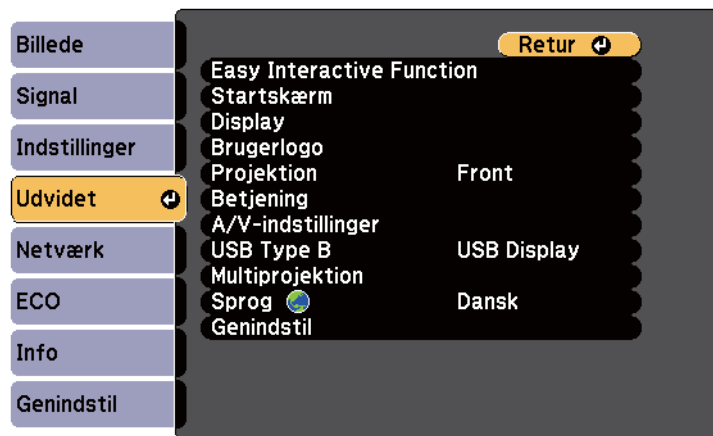 Billede
Signal
Indstillinger
Udvidet
Netværk
ECO
Info
Genindstil
Retur
Easy Interactive Function
Startskærm
Display
Brugerlogo
Projektion Front
Betjening
A/V-indstillinger
USB Type B USB Display
Multiprojektion
Sprog Dansk
Genindstil